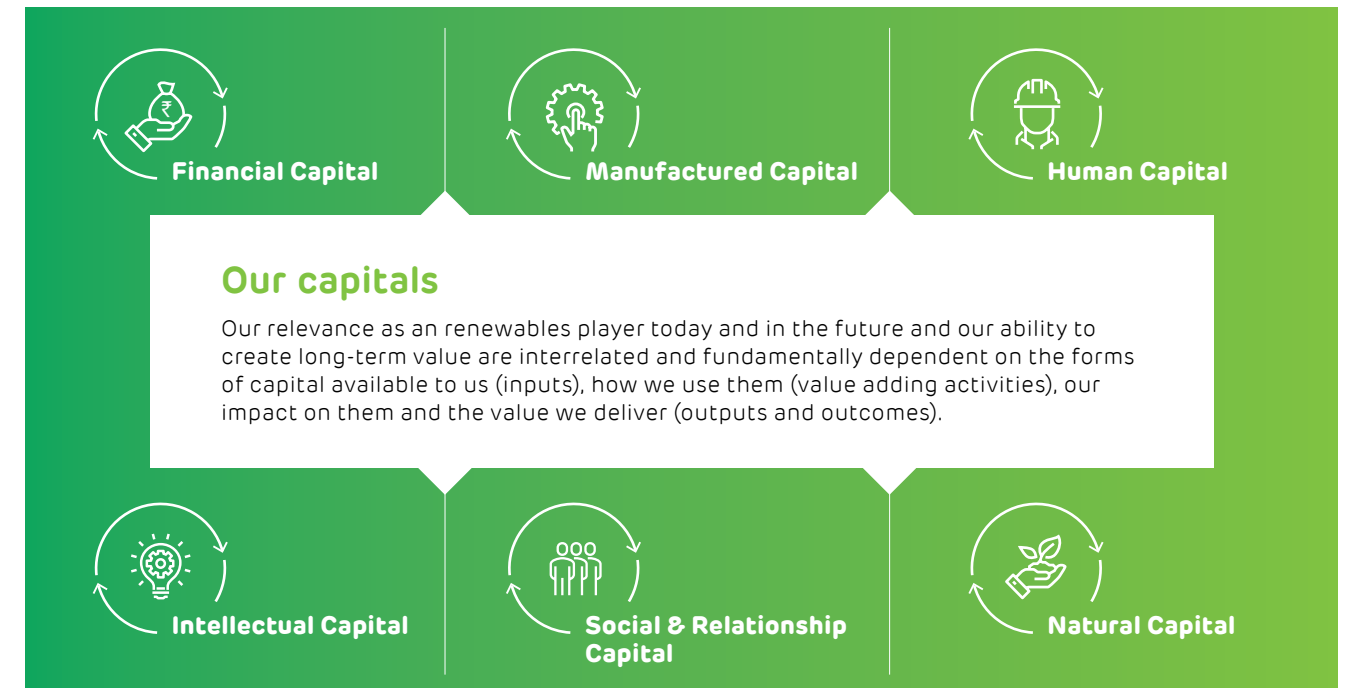 ₹
Financial Capital
Manufactured Capital
Human Capital
Our capitals
Our relevance as an renewables player today and in the future and our ability to
create long-term value are interrelated and fundamentally dependent on the forms
of capital available to us (inputs), how we use them (value adding activities), our
impact on them and the value we deliver (outputs and outcomes).
Intellectual Capital
Social & Relationship
Capital
Natural Capital